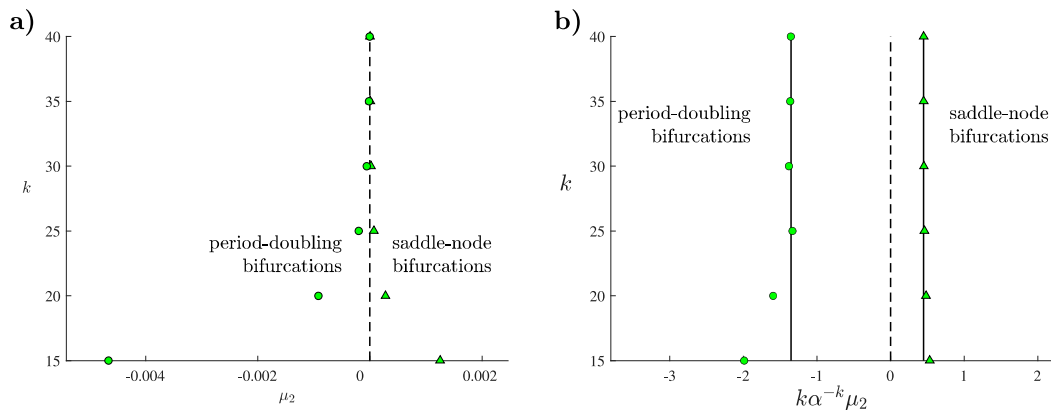 a)
40
35
30
25
20
15
k
period-doubling
bifurcations
saddle-node
bifurcations
-0.004
-0.002
0
0.002
μ₂
b)
40
35
30
25
20
15
k
period-doubling
bifurcations
saddle-node
bifurcations
-3
-2
-1
0
1
2
kα⁻ᵏμ₂